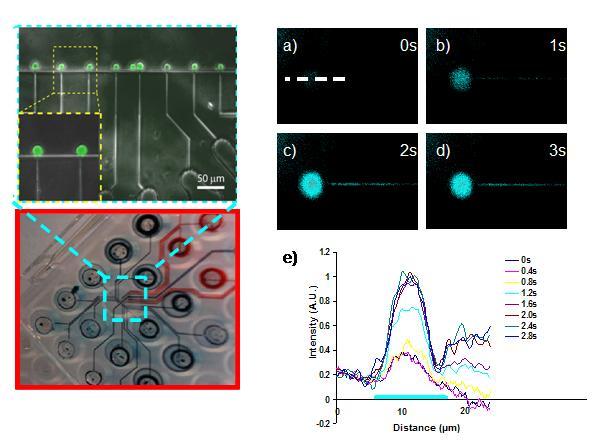 50 µm
a) 0s
b) 1s
c) 2s
d) 3s
e)
Intensity (A.U.)
1.2
1
0.8
0.6
0.4
0.2
0
-0.2
0 10 20
Distance (µm)
0s
0.4s
0.8s
1.2s
1.6s
2.0s
2.4s
2.8s